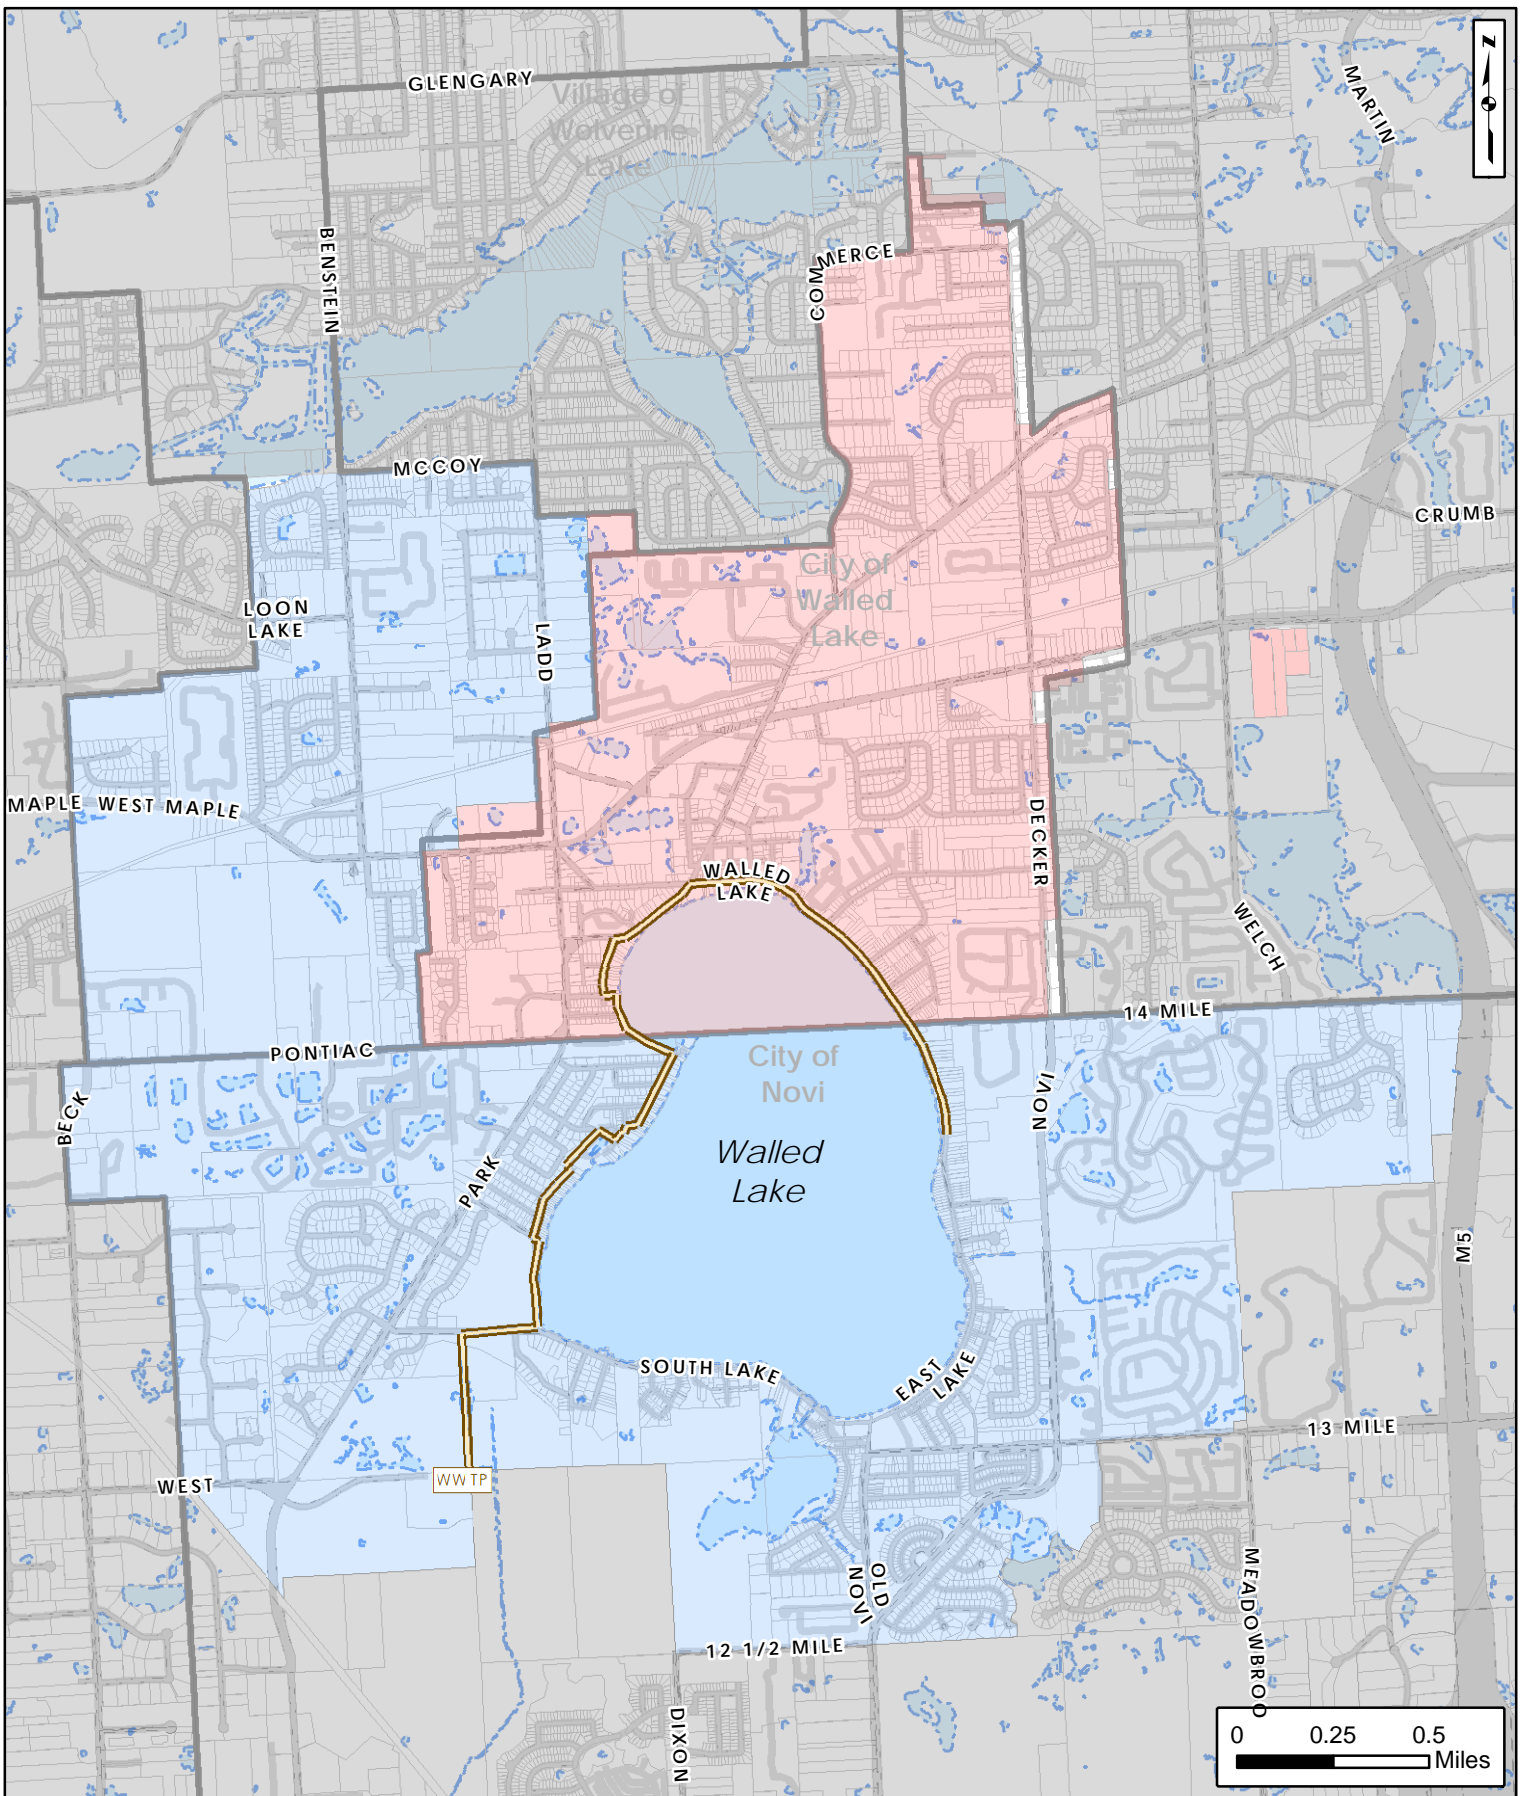 GLENGARY
Village of
Wolverine
Lake
MARTIN
Z
BENSTEIN
COMMERCE
MCCOY
CRUMB
City of
Walled
Lake
LOON
LAKE
LADD
MAPLE
WEST MAPLE
DECKER
WALLED
LAKE
WELCH
14 MILE
PONTIAC
City of
Novi
BECK
NOVI
Walled
Lake
PARK
M5
SOUTH LAKE
EAST
LAKE
13 MILE
WEST
WWTP
OLD
NOVI
MEADOWBROO
12 1/2 MILE
DIXON
0 0.25 0.5
Miles